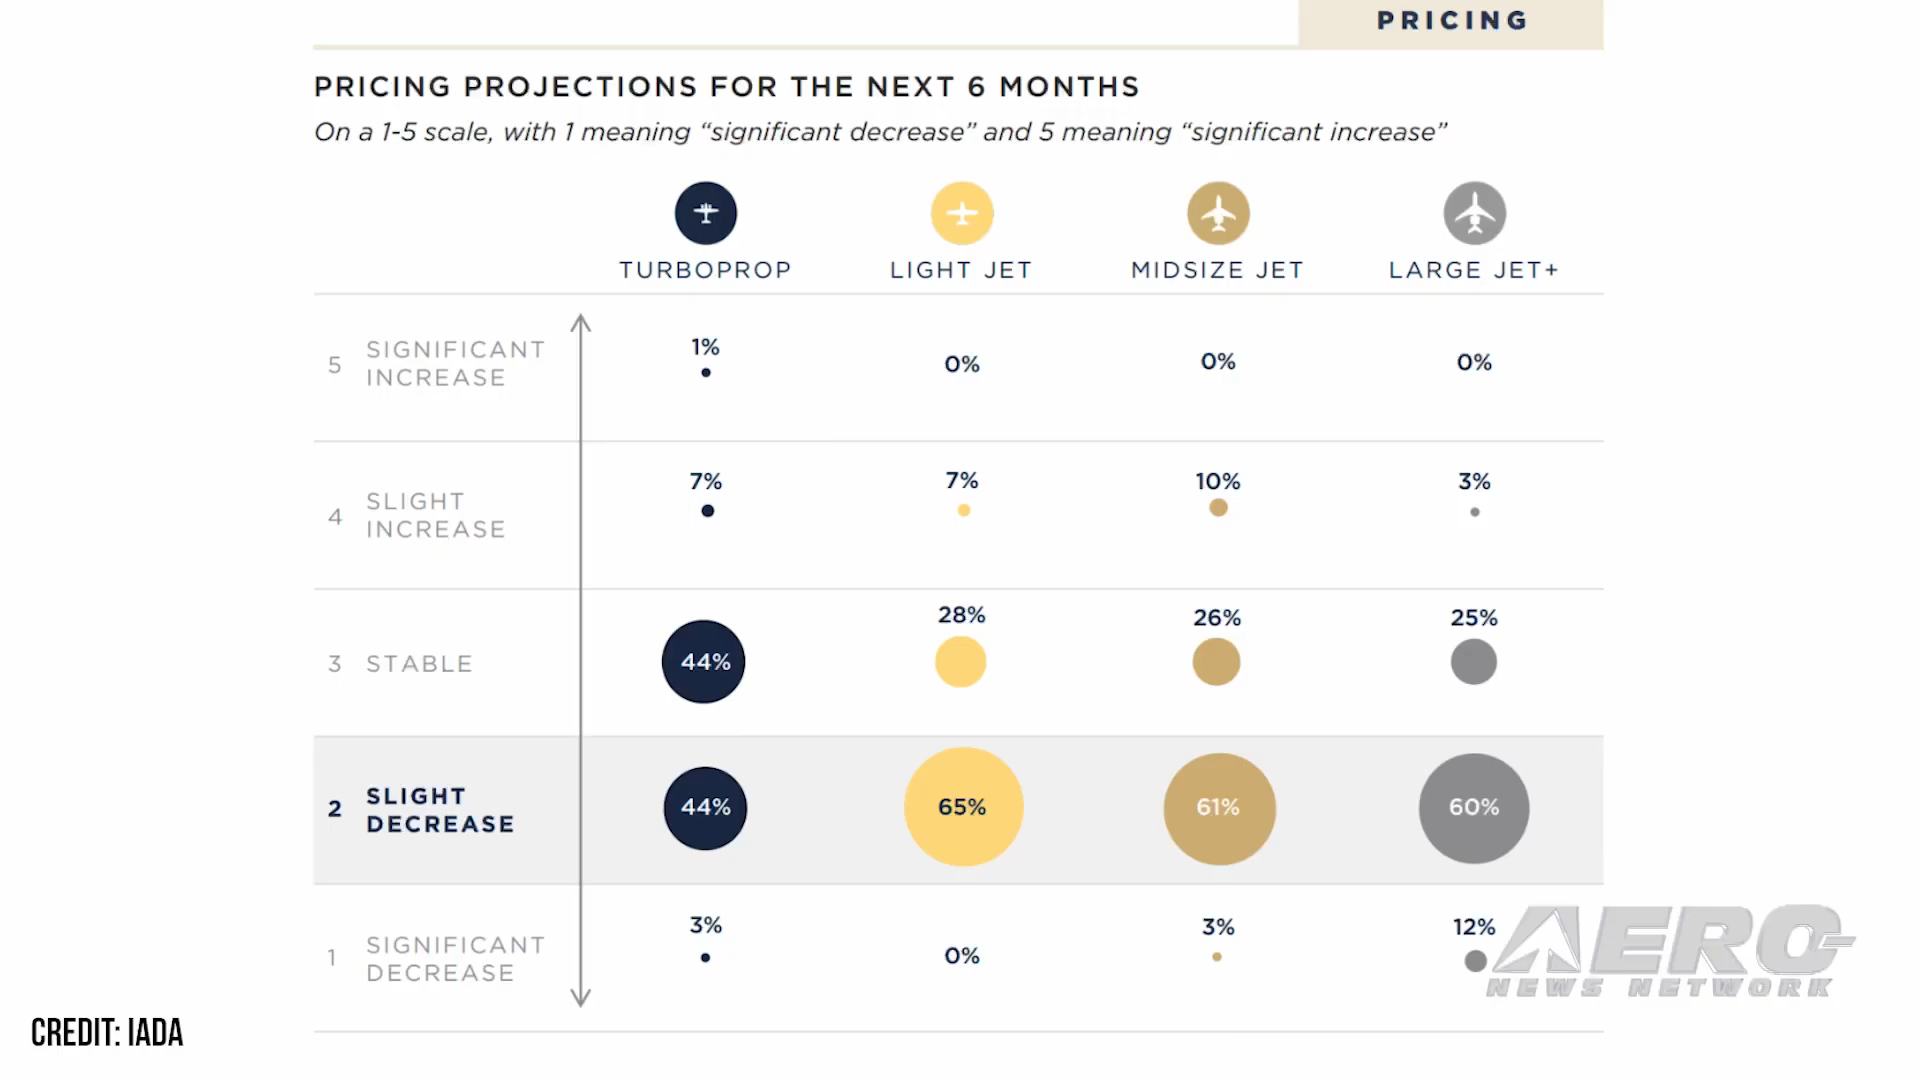 PRICING
PRICING PROJECTIONS FOR THE NEXT 6 MONTHS
On a 1-5 scale, with 1 meaning “significant decrease” and 5 meaning “significant increase”
TURBOPROP LIGHT JET MIDSIZE JET LARGE JET+
5 SIGNIFICANT INCREASE 1% 0% 0% 0%
4 SLIGHT INCREASE 7% 7% 10% 3%
3 STABLE 44% 28% 26% 25%
2 SLIGHT DECREASE 44% 65% 61% 60%
1 SIGNIFICANT DECREASE 3% 0% 3% 12%
AERO-
NEWS NETWORK
CREDIT: IADA